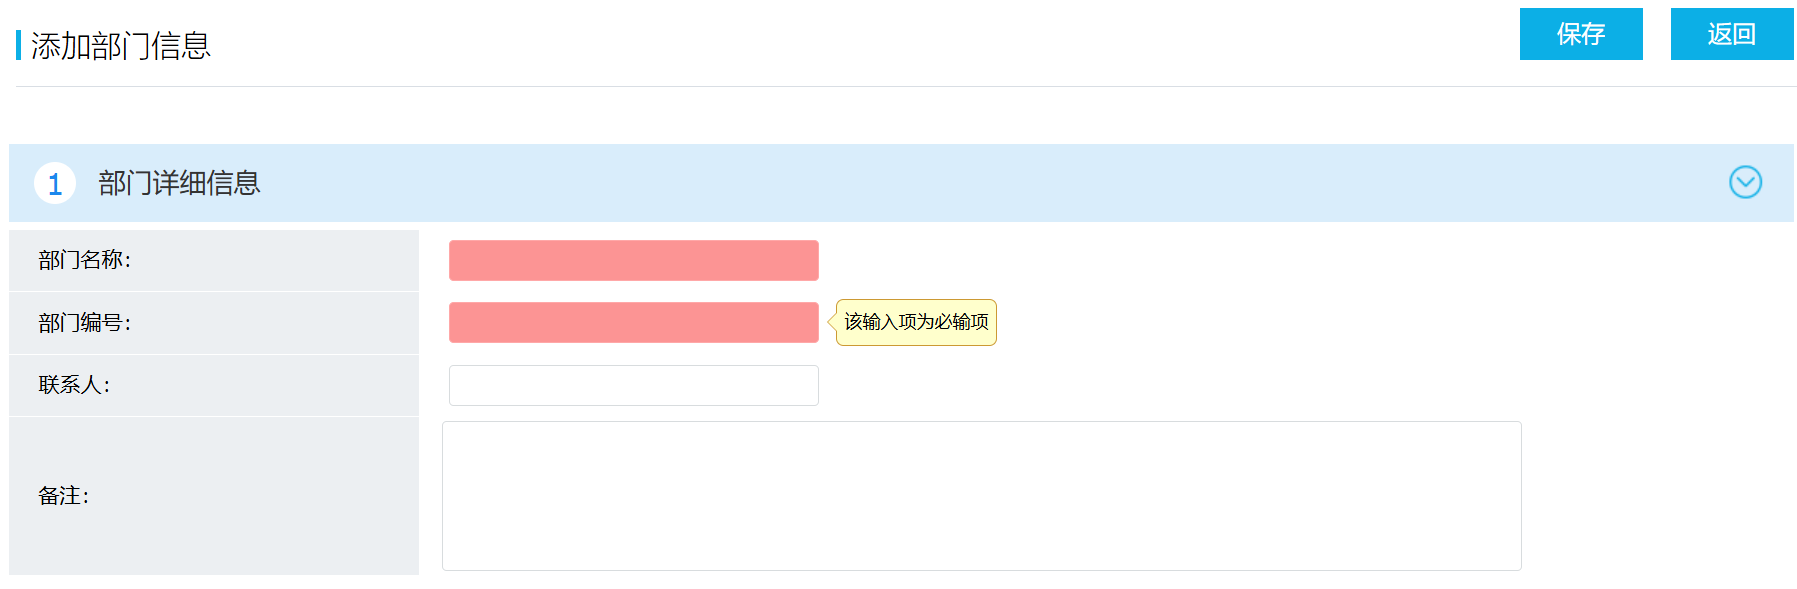 添加部门信息
保存
返回
1 部门详细信息
部门名称:
部门编号:
该输入项为必输项
联系人:
备注: